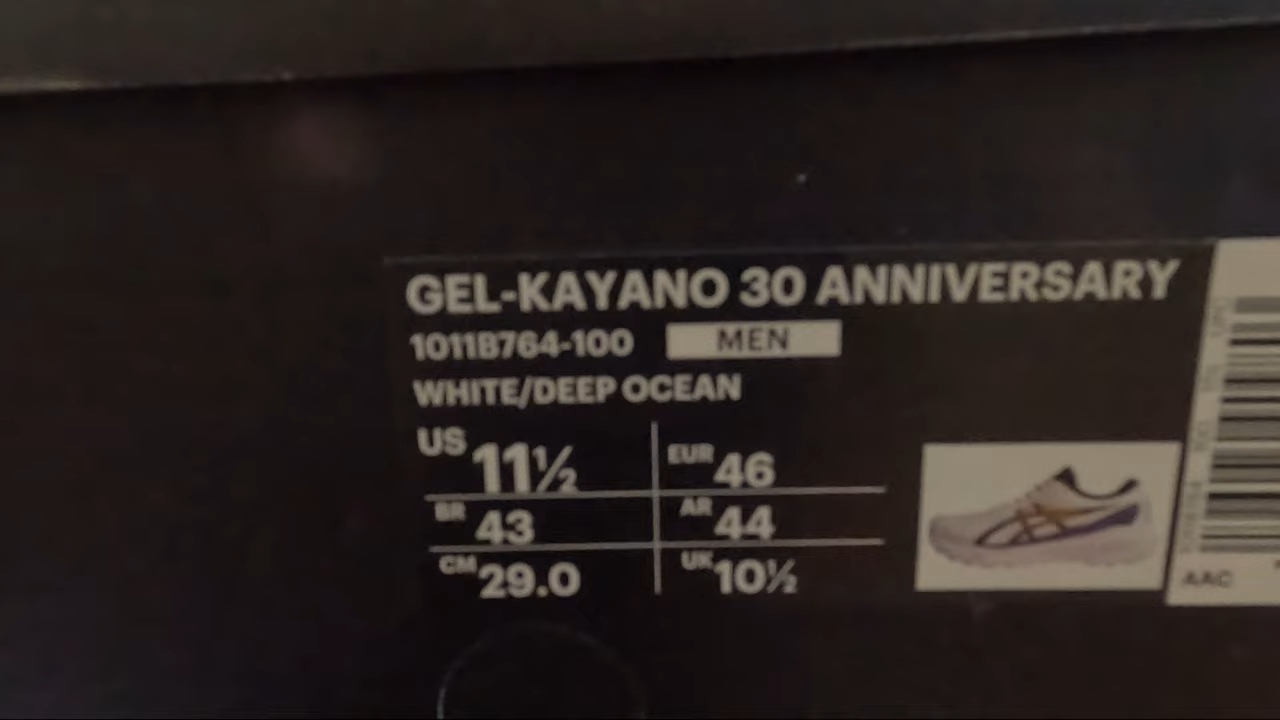 GEL-KAYANO 30 ANNIVERSARY
1011B764-100 MEN
WHITE/DEEP OCEAN
US 11½ EUR 46
BR 43 AR 44
CM 29.0 UK 10½
AAC